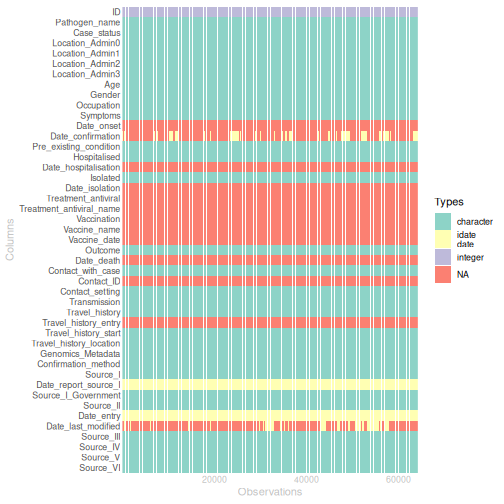 ID
Pathogen_name
Case_status
Location_Admin0
Location_Admin1
Location_Admin2
Location_Admin3
Age
Gender
Occupation
Symptoms
Date_onset
Date_confirmation
Pre_existing_condition
Hospitalised
Date_hospitalisation
Isolated
Date_isolation
Treatment_antiviral
Treatment_antiviral_name
Vaccination
Vaccine_name
Vaccine_date
Outcome
Date_death
Contact_with_case
Contact_ID
Contact_setting
Transmission
Travel_history
Travel_history_entry
Travel_history_start
Travel_history_location
Genomics_Metadata
Confirmation_method
Source_I
Date_report_source_I
Source_I_Government
Source_II
Date_entry
Date_last_modified
Source_III
Source_IV
Source_V
Source_VI
Columns
20000
40000
60000
Observations
Types
character
idate
date
integer
NA